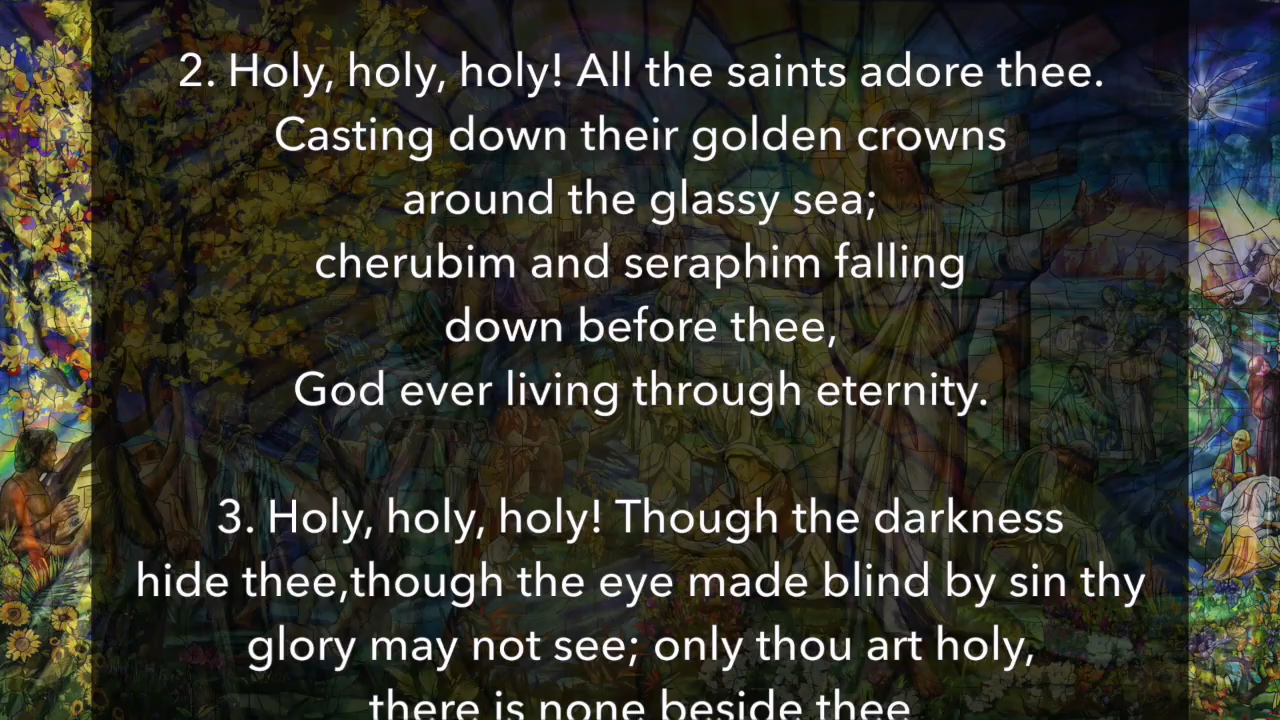 2. Holy, holy, holy! All the saints adore thee.
Casting down their golden crowns
around the glassy sea;
cherubim and seraphim falling
down before thee,
God ever living through eternity.
3. Holy, holy, holy! Though the darkness
hide thee,though the eye made blind by sin thy
glory may not see; only thou art holy,
there is none beside thee